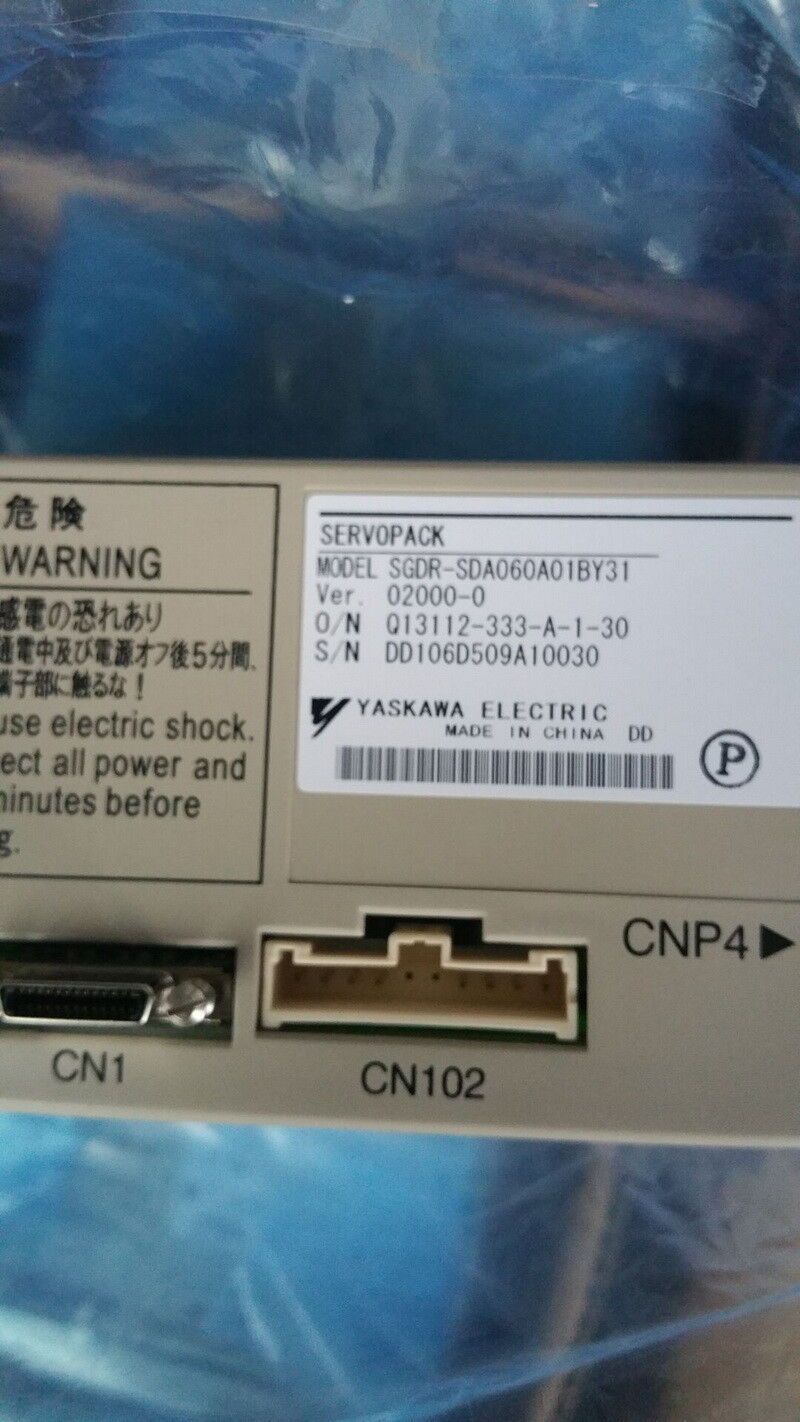 危険
WARNING
感電の恐れあり
通電中及び電源オフ後5分間、
端子部に触るな！
use electric shock.
ect all power and
minutes before
g.
SERVOPACK
MODEL SGDR-SDA060A01BY31
Ver. 02000-0
O/N Q13112-333-A-1-30
S/N DD106D509A10030
YASKAWA ELECTRIC
MADE IN CHINA DD
P
CNP4▶
CN1
CN102